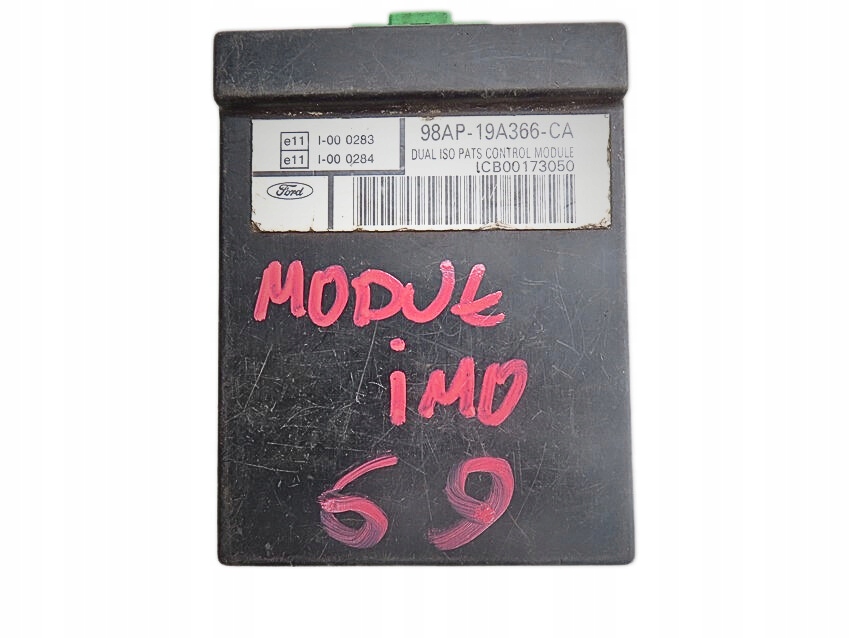 98AP-19A366-CA
e11 I-00 0283
e11 I-00 0284
DUAL ISO PATS CONTROL MODULE
ICB00173050
Ford
MODUŁ
iMO
69